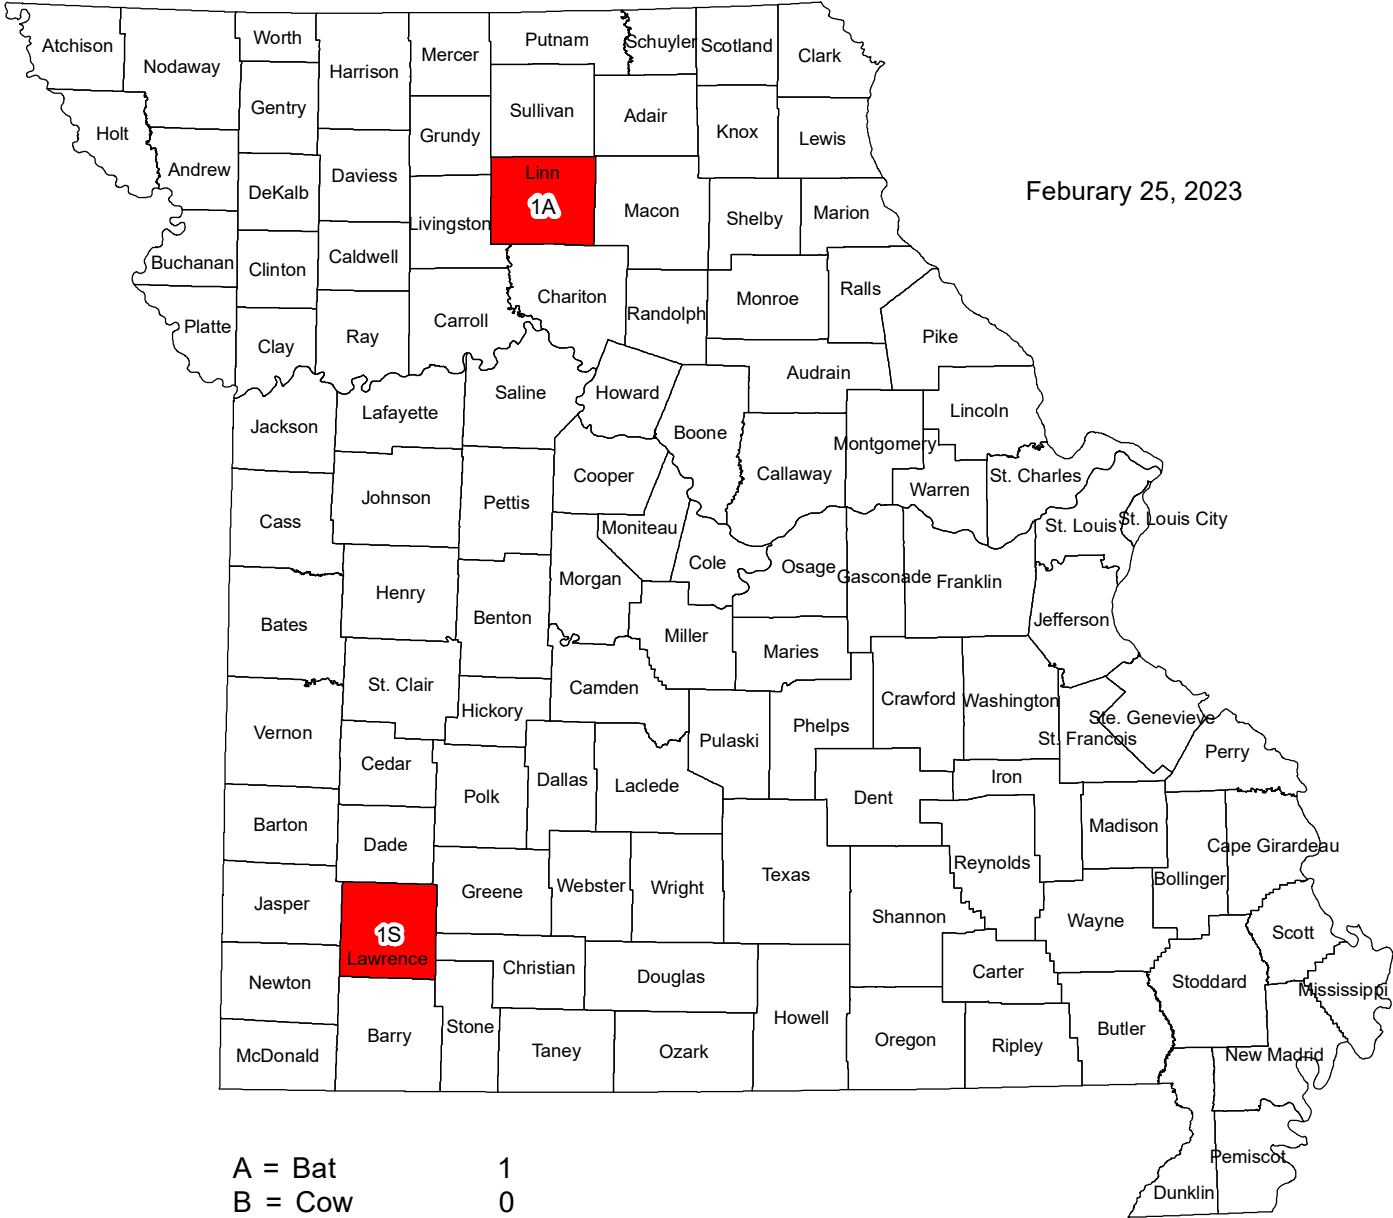 Atchison
Nodaway
Worth
Harrison
Mercer
Putnam
Schuyler
Scotland
Clark
Holt
Andrew
Gentry
DeKalb
Daviess
Grundy
Sullivan
Adair
Knox
Lewis
Linn
1A
Livingston
Macon
Shelby
Marion
Feburary 25, 2023
Buchanan
Clinton
Caldwell
Chariton
Randolph
Monroe
Ralls
Platte
Clay
Ray
Carroll
Pike
Audrain
Jackson
Lafayette
Saline
Howard
Boone
Lincoln
Montgomery
Callaway
Cooper
Warren
St. Charles
Cass
Johnson
Pettis
Moniteau
St. Louis
St. Louis City
Henry
Morgan
Cole
Osage
Gasconade
Franklin
Bates
Benton
Miller
Maries
Jefferson
St. Clair
Camden
Hickory
Phelps
Crawford
Washington
Ste. Genevieve
St. Francois
Vernon
Pulaski
Perry
Cedar
Polk
Dallas
Laclede
Dent
Iron
Barton
Dade
Madison
Cape Girardeau
Jasper
Greene
Webster
Wright
Texas
Reynolds
Bollinger
1S
Lawrence
Shannon
Wayne
Scott
Newton
Christian
Douglas
Carter
Stoddard
Mississippi
McDonald
Barry
Stone
Taney
Ozark
Howell
Oregon
Ripley
Butler
New Madrid
Pemiscot
Dunklin
A = Bat 1
B = Cow 0